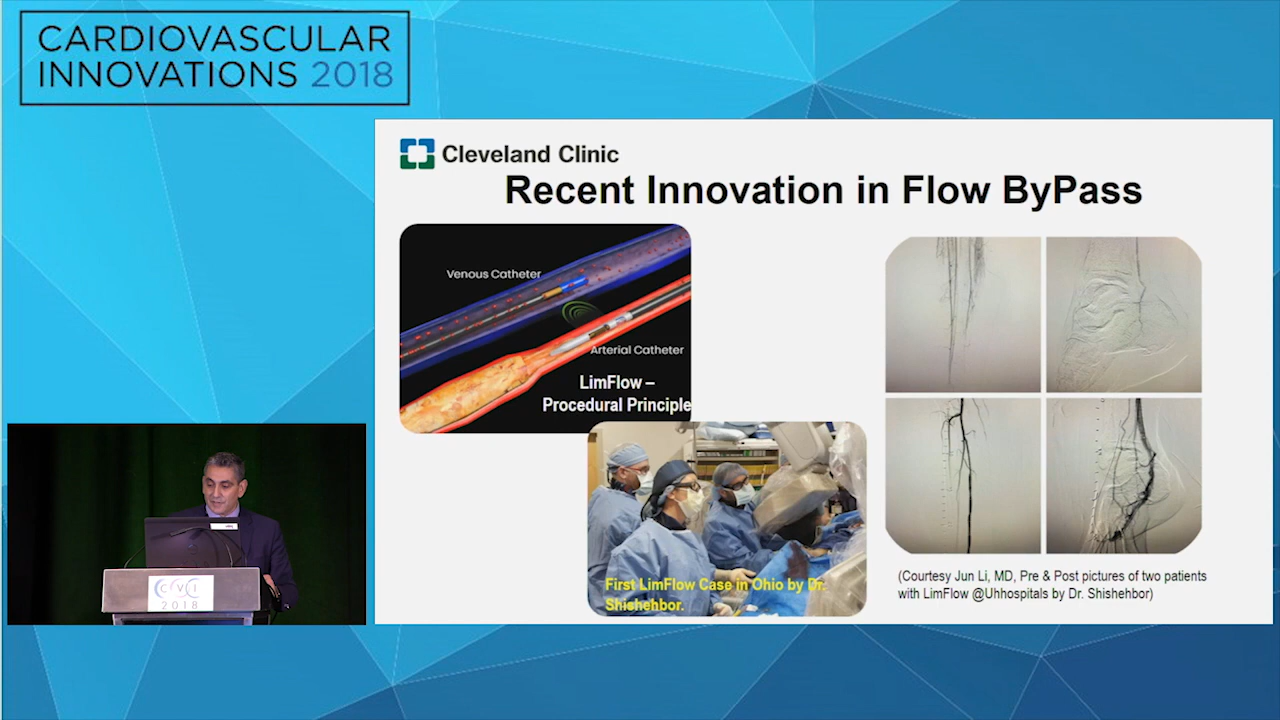 CARDIOVASCULAR
INNOVATIONS 2018
Cleveland Clinic
Recent Innovation in Flow ByPass
Venous Catheter
Arterial Catheter
LimFlow –
Procedural Principle
First LimFlow Case in Ohio by Dr.
Shishehbor.
(Courtesy Jun Li, MD, Pre & Post pictures of two patients
with LimFlow @Uhhospitals by Dr. Shishehbor)
CVI
2018